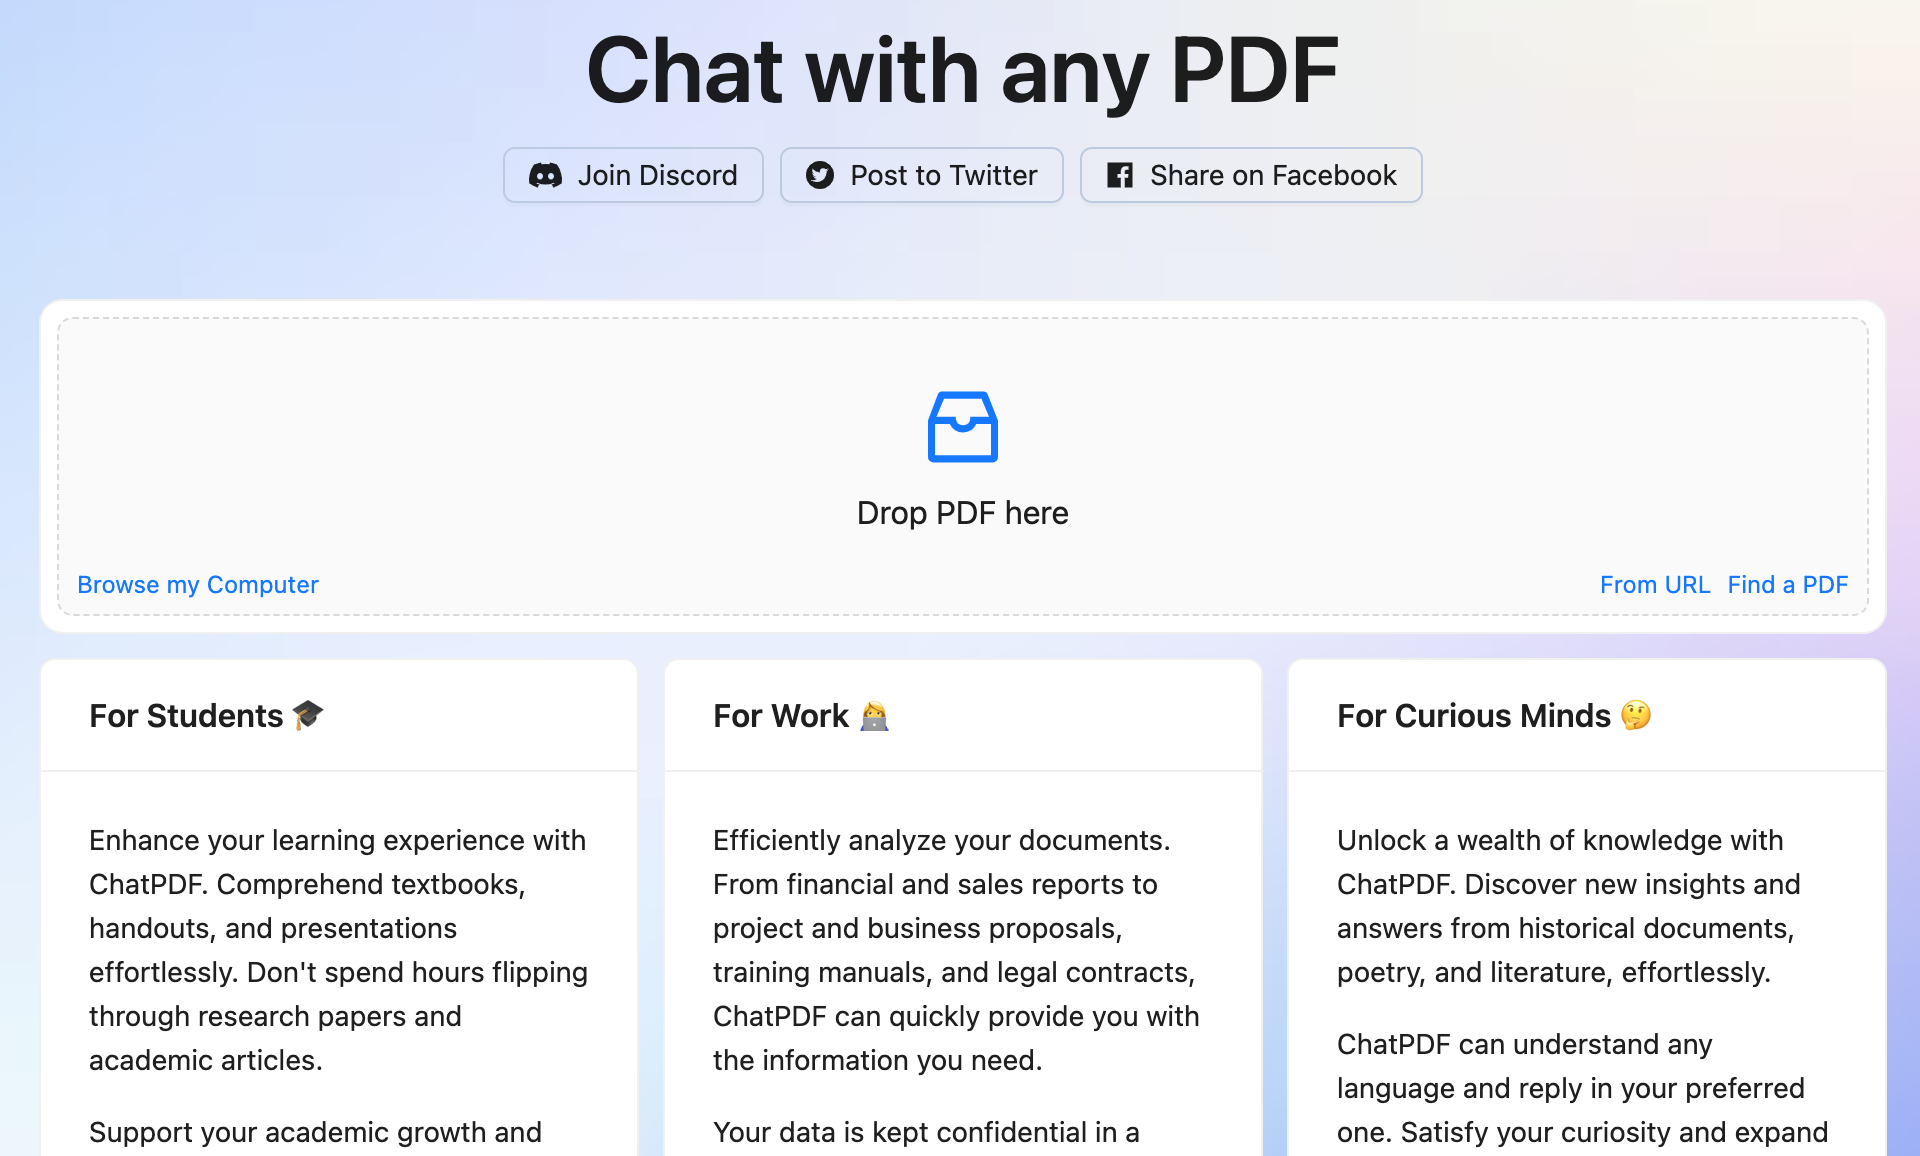 Chat with any PDF
Join Discord
Post to Twitter
Share on Facebook
Drop PDF here
Browse my Computer
From URL
Find a PDF
For Students 🎓
Enhance your learning experience with
ChatPDF. Comprehend textbooks,
handouts, and presentations
effortlessly. Don't spend hours flipping
through research papers and
academic articles.
Support your academic growth and
For Work 👩‍💻
Efficiently analyze your documents.
From financial and sales reports to
project and business proposals,
training manuals, and legal contracts,
ChatPDF can quickly provide you with
the information you need.
Your data is kept confidential in a
For Curious Minds 🤔
Unlock a wealth of knowledge with
ChatPDF. Discover new insights and
answers from historical documents,
poetry, and literature, effortlessly.
ChatPDF can understand any
language and reply in your preferred
one. Satisfy your curiosity and expand